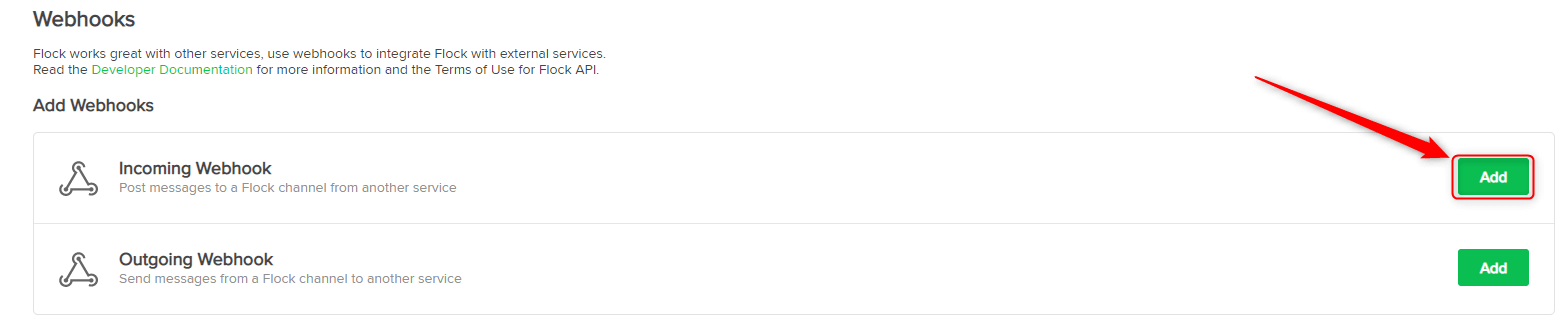 Webhooks
Flock works great with other services, use webhooks to integrate Flock with external services.
Read the Developer Documentation for more information and the Terms of Use for Flock API.
Add Webhooks
Incoming Webhook
Post messages to a Flock channel from another service
Add
Outgoing Webhook
Send messages from a Flock channel to another service
Add